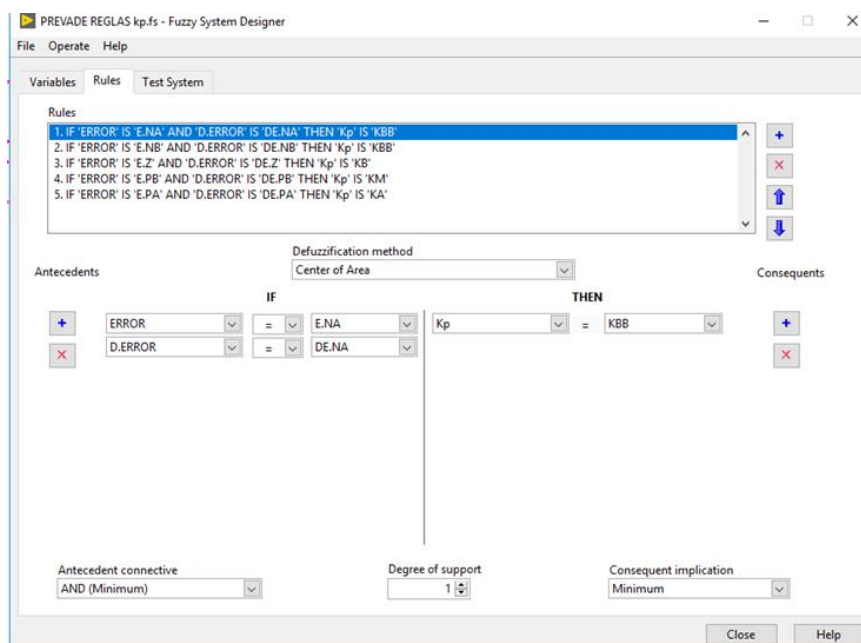 PREVADE REGLAS kp.fs - Fuzzy System Designer
File Operate Help
Variables Rules Test System
Rules
1. IF 'ERROR' IS 'E.NA' AND 'D.ERROR' IS 'DE.NA' THEN 'Kp' IS 'KBB'
2. IF 'ERROR' IS 'E.NB' AND 'D.ERROR' IS 'DE.NB' THEN 'Kp' IS 'KBB'
3. IF 'ERROR' IS 'E.Z' AND 'D.ERROR' IS 'DE.Z' THEN 'Kp' IS 'KB'
4. IF 'ERROR' IS 'E.PB' AND 'D.ERROR' IS 'DE.PB' THEN 'Kp' IS 'KM'
5. IF 'ERROR' IS 'E.PA' AND 'D.ERROR' IS 'DE.PA' THEN 'Kp' IS 'KA'
Defuzzification method
Antecedents Center of Area Consequents
IF THEN
ERROR = E.NA Kp = KBB
D.ERROR = DE.NA
Antecedent connective Degree of support Consequent implication
AND (Minimum) 1 Minimum
Close Help